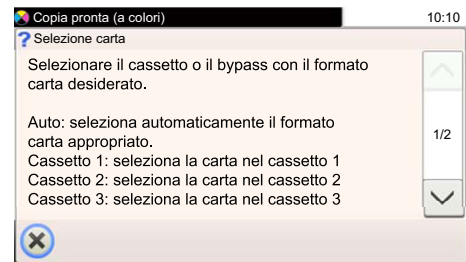 Copia pronta (a colori)
10:10
Selezione carta
Selezionare il cassetto o il bypass con il formato
carta desiderato.
Auto: seleziona automaticamente il formato
carta appropriato.
1/2
Cassetto 1: seleziona la carta nel cassetto 1
Cassetto 2: seleziona la carta nel cassetto 2
Cassetto 3: seleziona la carta nel cassetto 3